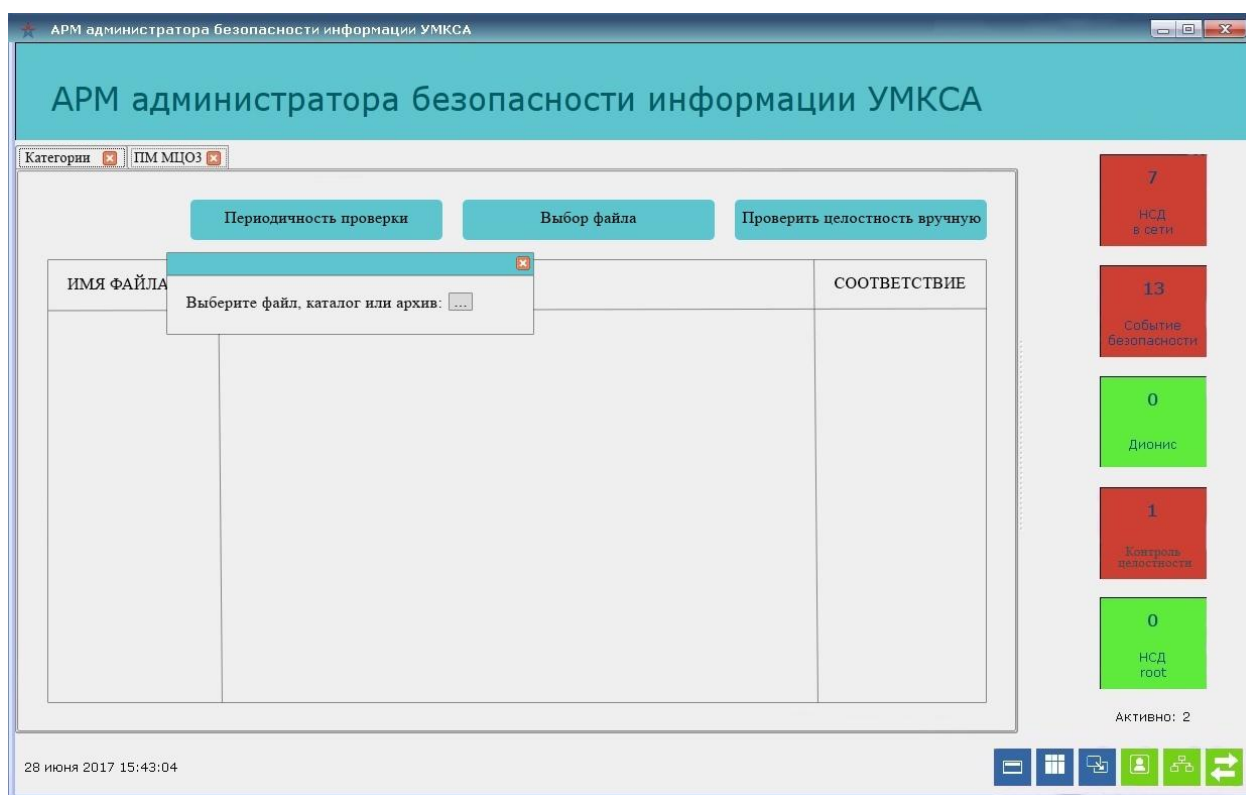 АРМ администратора безопасности информации УМКСА
АРМ администратора безопасности информации УМКСА
Категории
ПМ МЦОЗ
Периодичность проверки
Выбор файла
Проверить целостность вручную
ИМЯ ФАЙЛА
СООТВЕТСТВИЕ
Выберите файл, каталог или архив: ...
7
НСД
в сети
13
Событие
безопасности
0
Дионис
1
Контроль
целостности
0
НСД
root
Активно: 2
28 июня 2017 15:43:04